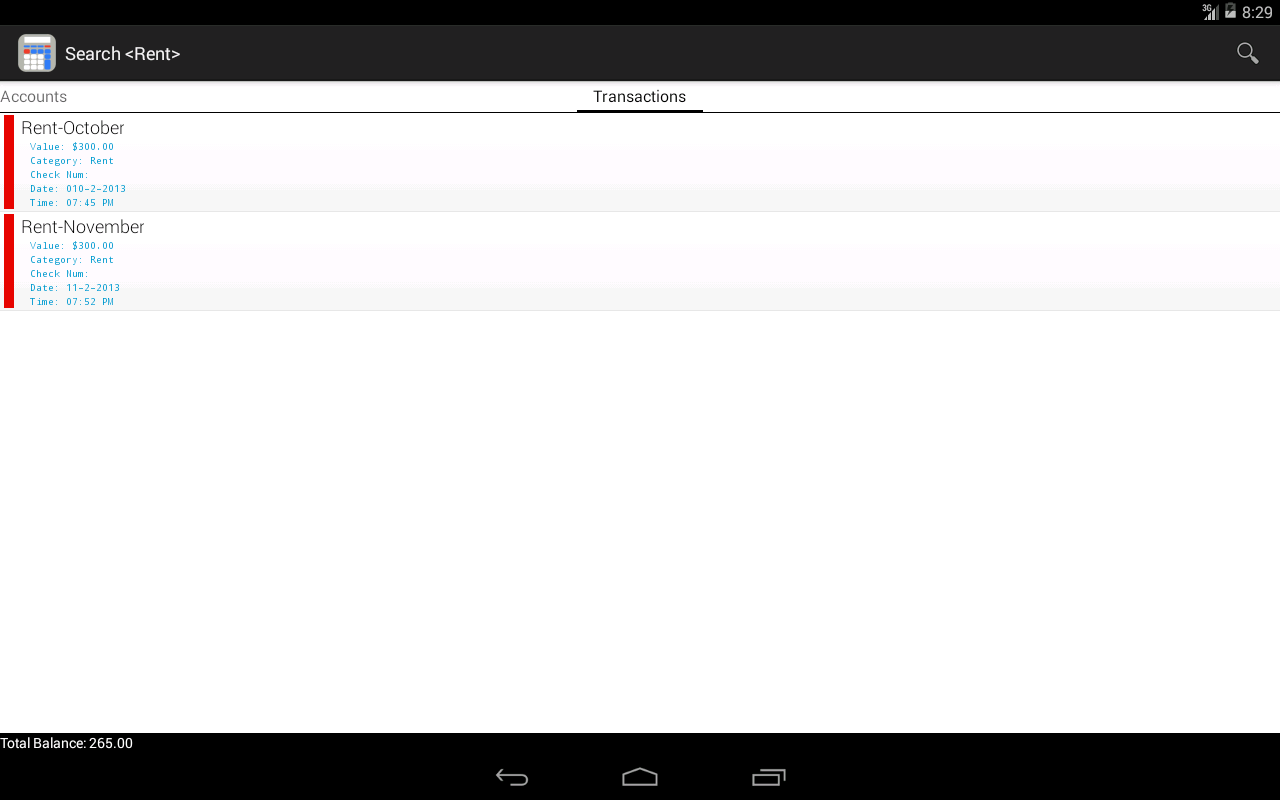 3G 8:29
Search <Rent>
Accounts
Transactions
Rent-October
Value: $300.00
Category: Rent
Check Num:
Date: 010-2-2013
Time: 07:45 PM
Rent-November
Value: $300.00
Category: Rent
Check Num:
Date: 11-2-2013
Time: 07:52 PM
Total Balance: 265.00